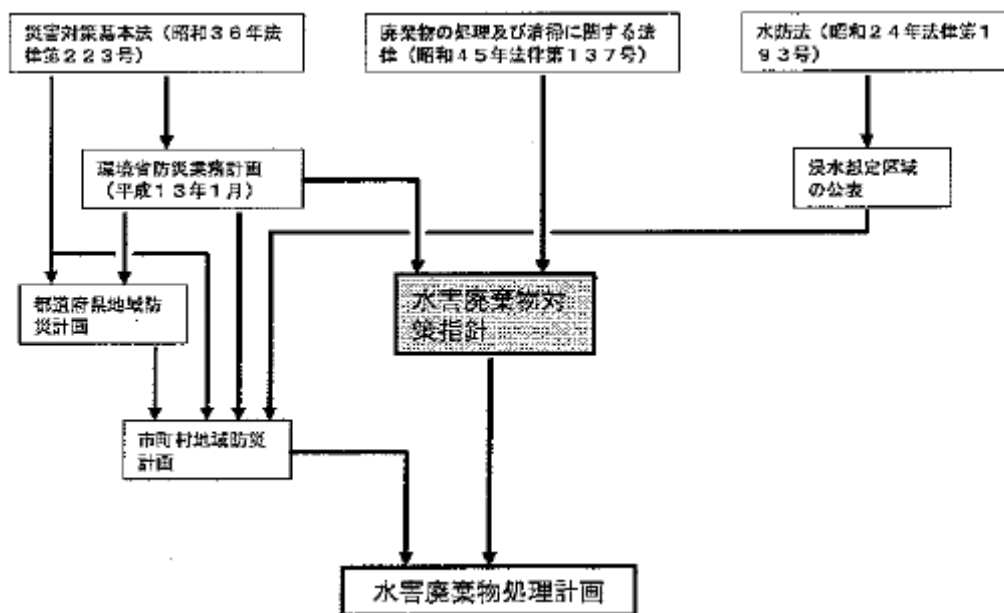 災害対策基本法（昭和３６年法
律第２２３号）
廃棄物の処理及び清掃に関する法
律（昭和４５年法律第１３７号）
水防法（昭和２４年法律第１
９３号）
環境省防災業務計画
（平成１３年１月）
浸水想定区域
の公表
都道府県地域防
災計画
水害廃棄物対
策指針
市町村地域防災
計画
水害廃棄物処理計画